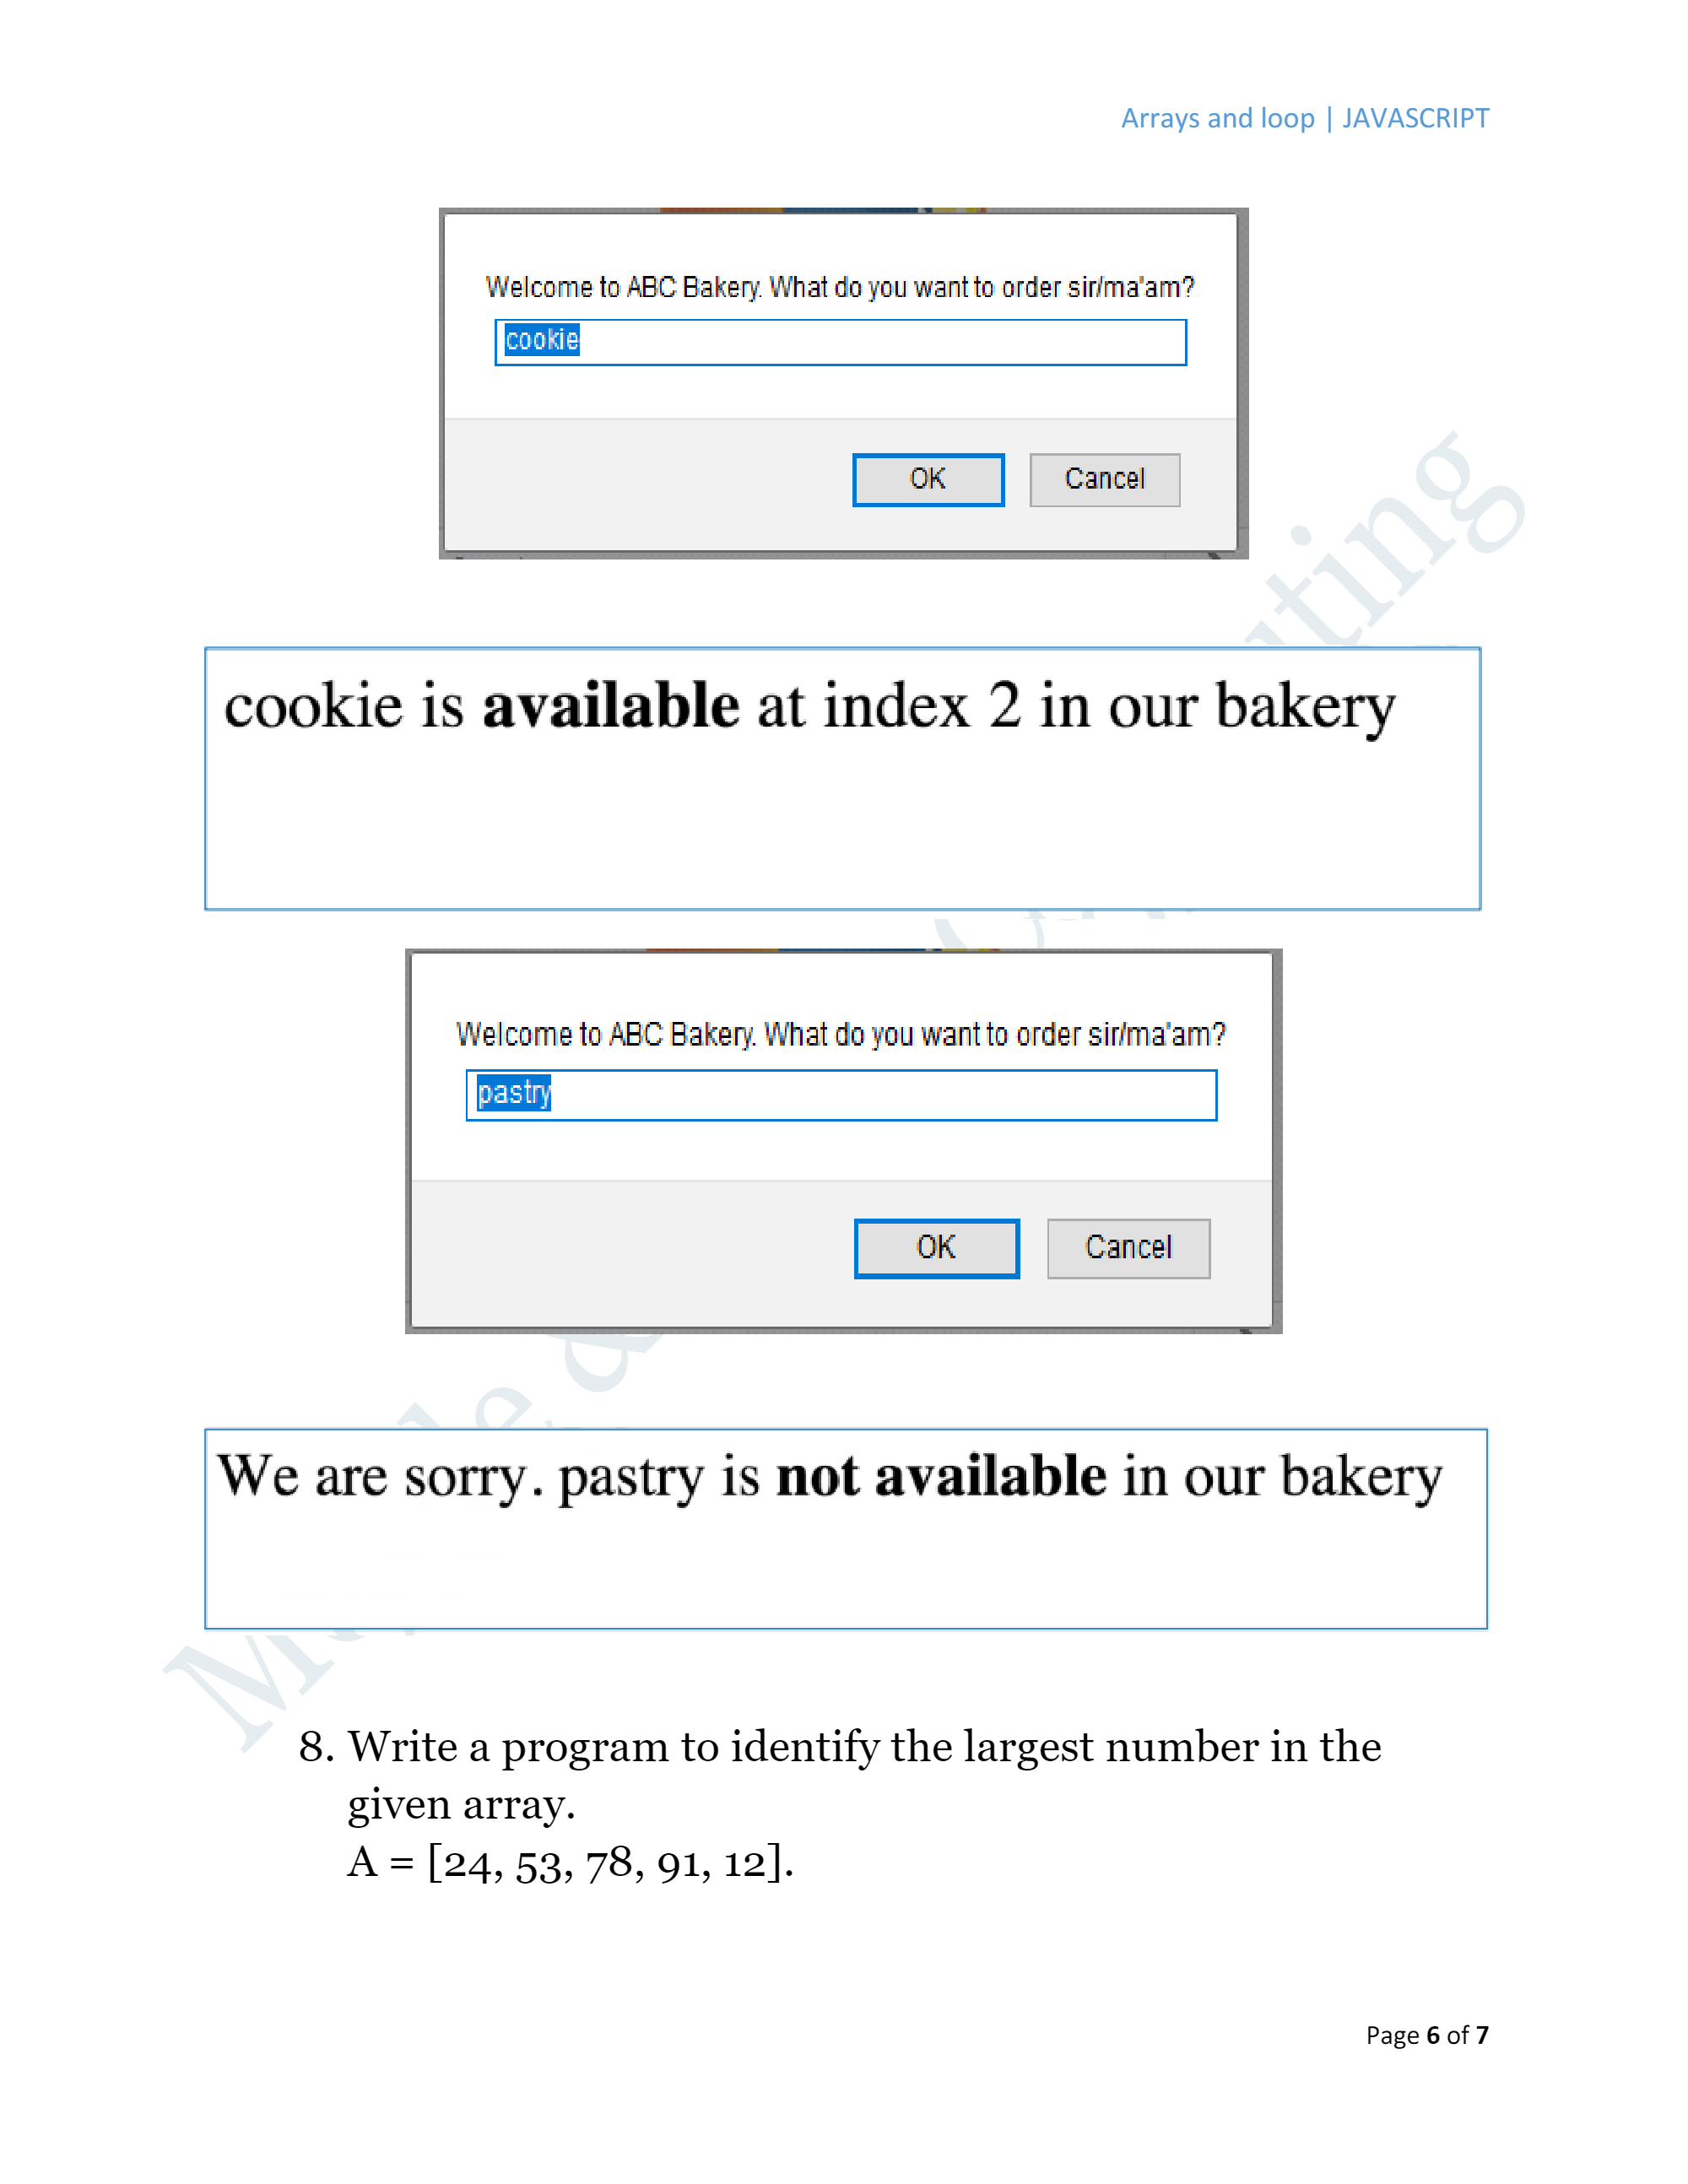 Arrays and loop | JAVASCRIPT
Welcome to ABC Bakery. What do you want to order sir/ma'am?
cookie
OK Cancel
cookie is available at index 2 in our bakery
Welcome to ABC Bakery. What do you want to order sir/ma'am?
pastry
OK Cancel
We are sorry. pastry is not available in our bakery
8. Write a program to identify the largest number in the
given array.
A = [24, 53, 78, 91, 12].
Page 6 of 7